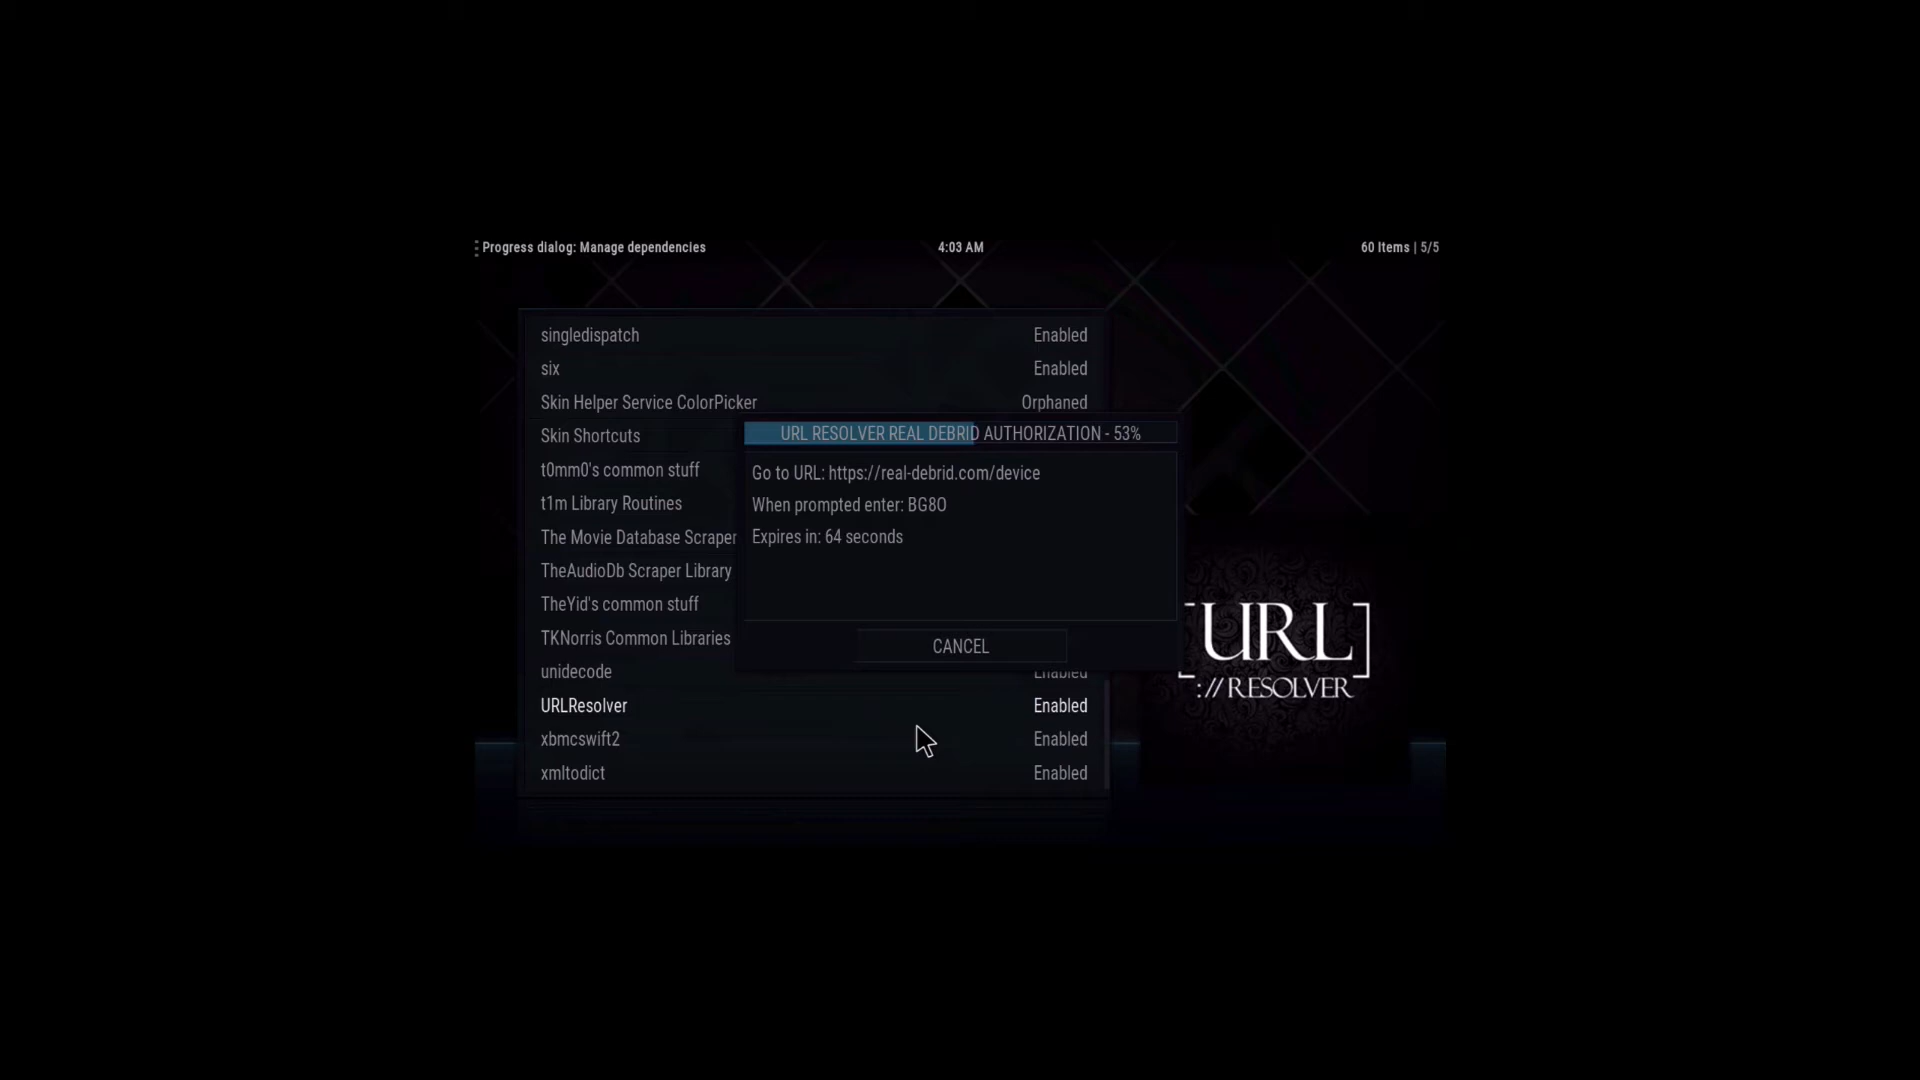 Progress dialog: Manage dependencies
4:03 AM
60 Items | 5/5
singledispatch Enabled
six Enabled
Skin Helper Service ColorPicker Orphaned
Skin Shortcuts
t0mm0's common stuff
t1m Library Routines
The Movie Database Scraper
TheAudioDb Scraper Library
TheYid's common stuff
TKNorris Common Libraries
unidecode Enabled
URLResolver Enabled
xbmcswift2 Enabled
xmltodict Enabled
URL RESOLVER REAL DEBRID AUTHORIZATION - 53%
Go to URL: https://real-debrid.com/device
When prompted enter: BG8O
Expires in: 64 seconds
CANCEL
[URL]
://RESOLVER